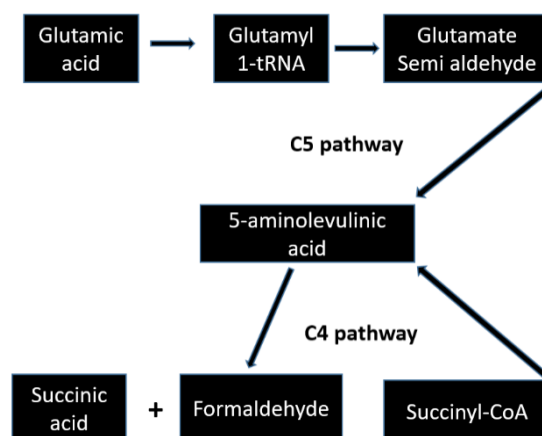 Glutamic
acid
Glutamyl
1-tRNA
Glutamate
Semi aldehyde
C5 pathway
5-aminolevulinic
acid
C4 pathway
Succinic
acid
+
Formaldehyde
Succinyl-CoA